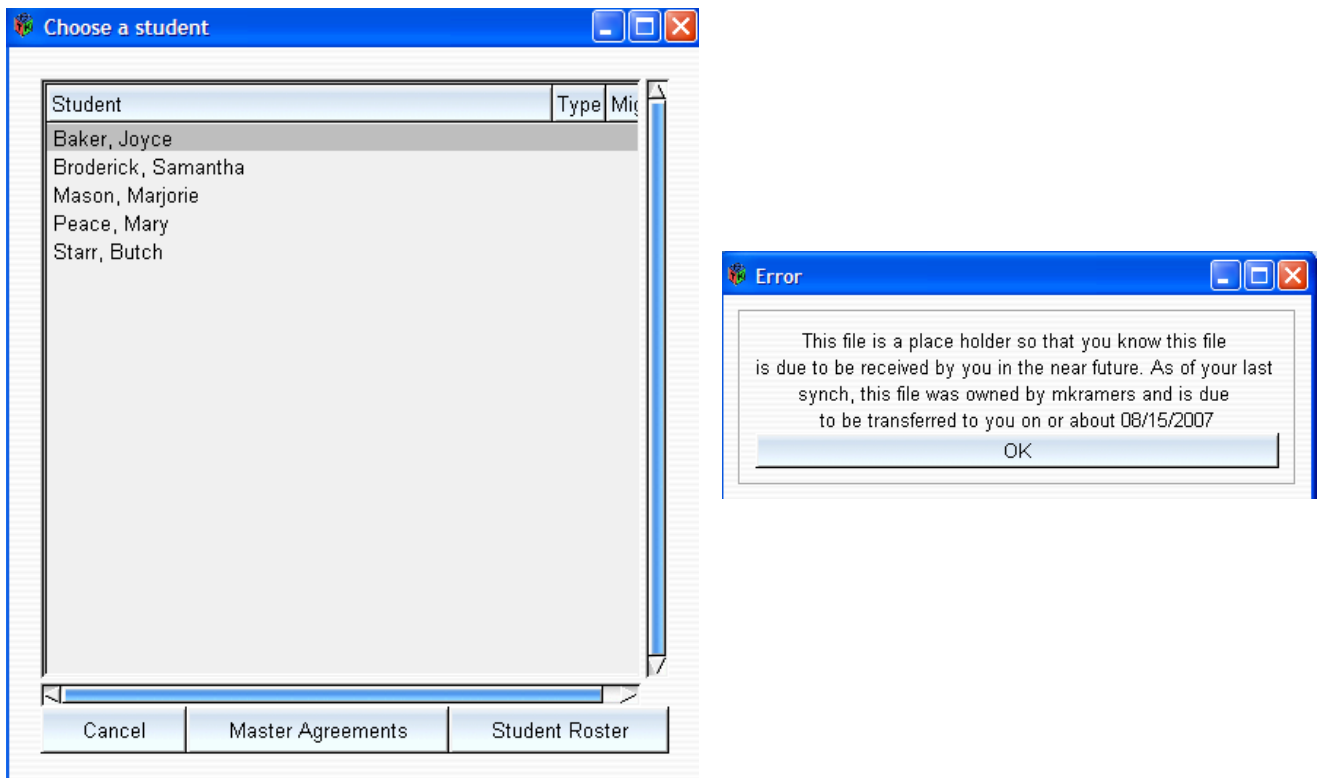 Choose a student
Student Type Mig
Baker, Joyce
Broderick, Samantha
Mason, Marjorie
Peace, Mary
Starr, Butch
Cancel Master Agreements Student Roster
Error
This file is a place holder so that you know this file
is due to be received by you in the near future. As of your last
synch, this file was owned by mkramers and is due
to be transferred to you on or about 08/15/2007
OK